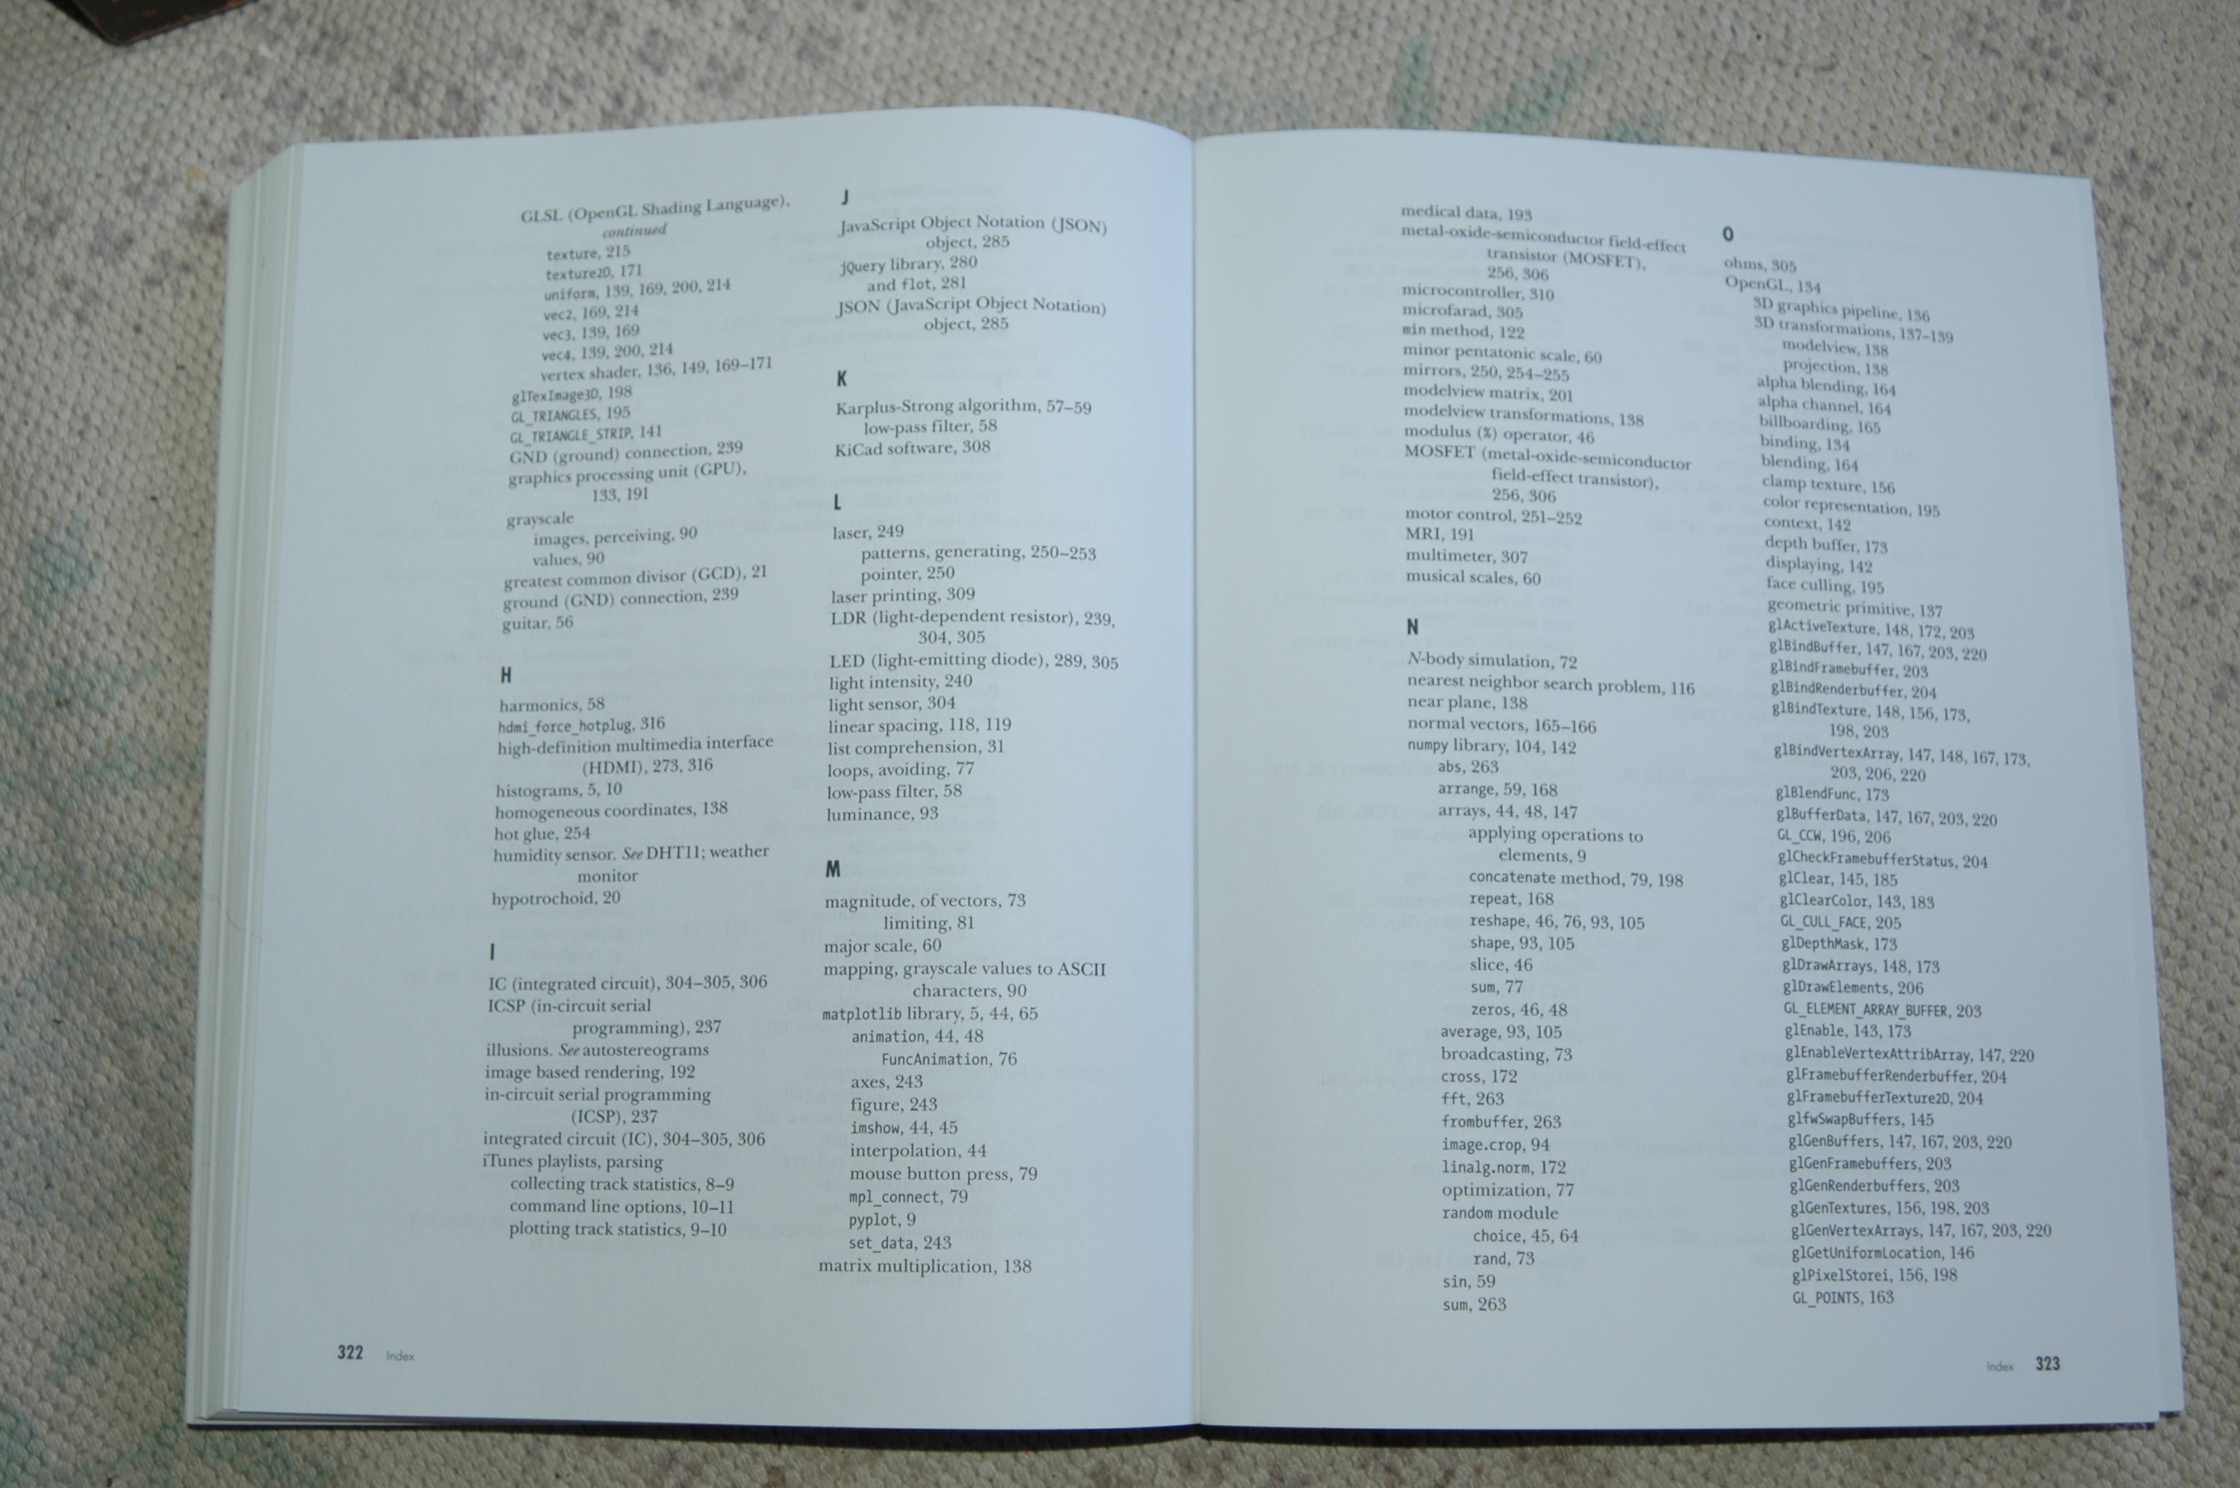 GLSL (OpenGL Shading Language),
continued
texture, 215
texture2D, 171
uniform, 139, 169, 200, 214
vec2, 169, 214
vec3, 139, 169
vec4, 139, 200, 214
vertex shader, 136, 149, 169–171
glTexImage3D, 198
GL_TRIANGLES, 195
GL_TRIANGLE_STRIP, 141
GND (ground) connection, 239
graphics processing unit (GPU),
133, 191
grayscale
images, perceiving, 90
values, 90
greatest common divisor (GCD), 21
ground (GND) connection, 239
guitar, 56
H
harmonics, 58
hdmi_force_hotplug, 316
high-definition multimedia interface
(HDMI), 273, 316
histograms, 5, 10
homogeneous coordinates, 138
hot glue, 254
humidity sensor. See DHT11; weather
monitor
hypotrochoid, 20
I
IC (integrated circuit), 304–305, 306
ICSP (in-circuit serial
programming), 237
illusions. See autostereograms
image based rendering, 192
in-circuit serial programming
(ICSP), 237
integrated circuit (IC), 304–305, 306
iTunes playlists, parsing
collecting track statistics, 8–9
command line options, 10–11
plotting track statistics, 9–10
J
JavaScript Object Notation (JSON)
object, 285
jQuery library, 280
and flot, 281
JSON (JavaScript Object Notation)
object, 285
K
Karplus-Strong algorithm, 57–59
low-pass filter, 58
KiCad software, 308
L
laser, 249
patterns, generating, 250–253
pointer, 250
laser printing, 309
LDR (light-dependent resistor), 239,
304, 305
LED (light-emitting diode), 289, 305
light intensity, 240
light sensor, 304
linear spacing, 118, 119
list comprehension, 31
loops, avoiding, 77
low-pass filter, 58
luminance, 93
M
magnitude, of vectors, 73
limiting, 81
major scale, 60
mapping, grayscale values to ASCII
characters, 90
matplotlib library, 5, 44, 65
animation, 44, 48
FuncAnimation, 76
axes, 243
figure, 243
imshow, 44, 45
interpolation, 44
mouse button press, 79
mpl_connect, 79
pyplot, 9
set_data, 243
matrix multiplication, 138
322 Index
medical data, 193
metal-oxide-semiconductor field-effect
transistor (MOSFET),
256, 306
microcontroller, 310
microfarad, 305
min method, 122
minor pentatonic scale, 60
mirrors, 250, 254–255
modelview matrix, 201
modelview transformations, 138
modulus (%) operator, 46
MOSFET (metal-oxide-semiconductor
field-effect transistor),
256, 306
motor control, 251–252
MRI, 191
multimeter, 307
musical scales, 60
N
N-body simulation, 72
nearest neighbor search problem, 116
near plane, 138
normal vectors, 165–166
numpy library, 104, 142
abs, 263
arrange, 59, 168
arrays, 44, 48, 147
applying operations to
elements, 9
concatenate method, 79, 198
repeat, 168
reshape, 46, 76, 93, 105
shape, 93, 105
slice, 46
sum, 77
zeros, 46, 48
average, 93, 105
broadcasting, 73
cross, 172
fft, 263
frombuffer, 263
image.crop, 94
linalg.norm, 172
optimization, 77
random module
choice, 45, 64
rand, 73
sin, 59
sum, 263
O
ohms, 305
OpenGL, 134
3D graphics pipeline, 136
3D transformations, 137–139
modelview, 138
projection, 138
alpha blending, 164
alpha channel, 164
billboarding, 165
binding, 134
blending, 164
clamp texture, 156
color representation, 195
context, 142
depth buffer, 173
displaying, 142
face culling, 195
geometric primitive, 137
glActiveTexture, 148, 172, 203
glBindBuffer, 147, 167, 203, 220
glBindFramebuffer, 203
glBindRenderbuffer, 204
glBindTexture, 148, 156, 173,
198, 203
glBindVertexArray, 147, 148, 167, 173,
203, 206, 220
glBlendFunc, 173
glBufferData, 147, 167, 203, 220
GL_CCW, 196, 206
glCheckFramebufferStatus, 204
glClear, 145, 185
glClearColor, 143, 183
GL_CULL_FACE, 205
glDepthMask, 173
glDrawArrays, 148, 173
glDrawElements, 206
GL_ELEMENT_ARRAY_BUFFER, 203
glEnable, 143, 173
glEnableVertexAttribArray, 147, 220
glFramebufferRenderbuffer, 204
glFramebufferTexture2D, 204
glfwSwapBuffers, 145
glGenBuffers, 147, 167, 203, 220
glGenFramebuffers, 203
glGenRenderbuffers, 203
glGenTextures, 156, 198, 203
glGenVertexArrays, 147, 167, 203, 220
glGetUniformLocation, 146
glPixelStorei, 156, 198
GL_POINTS, 163
Index 323